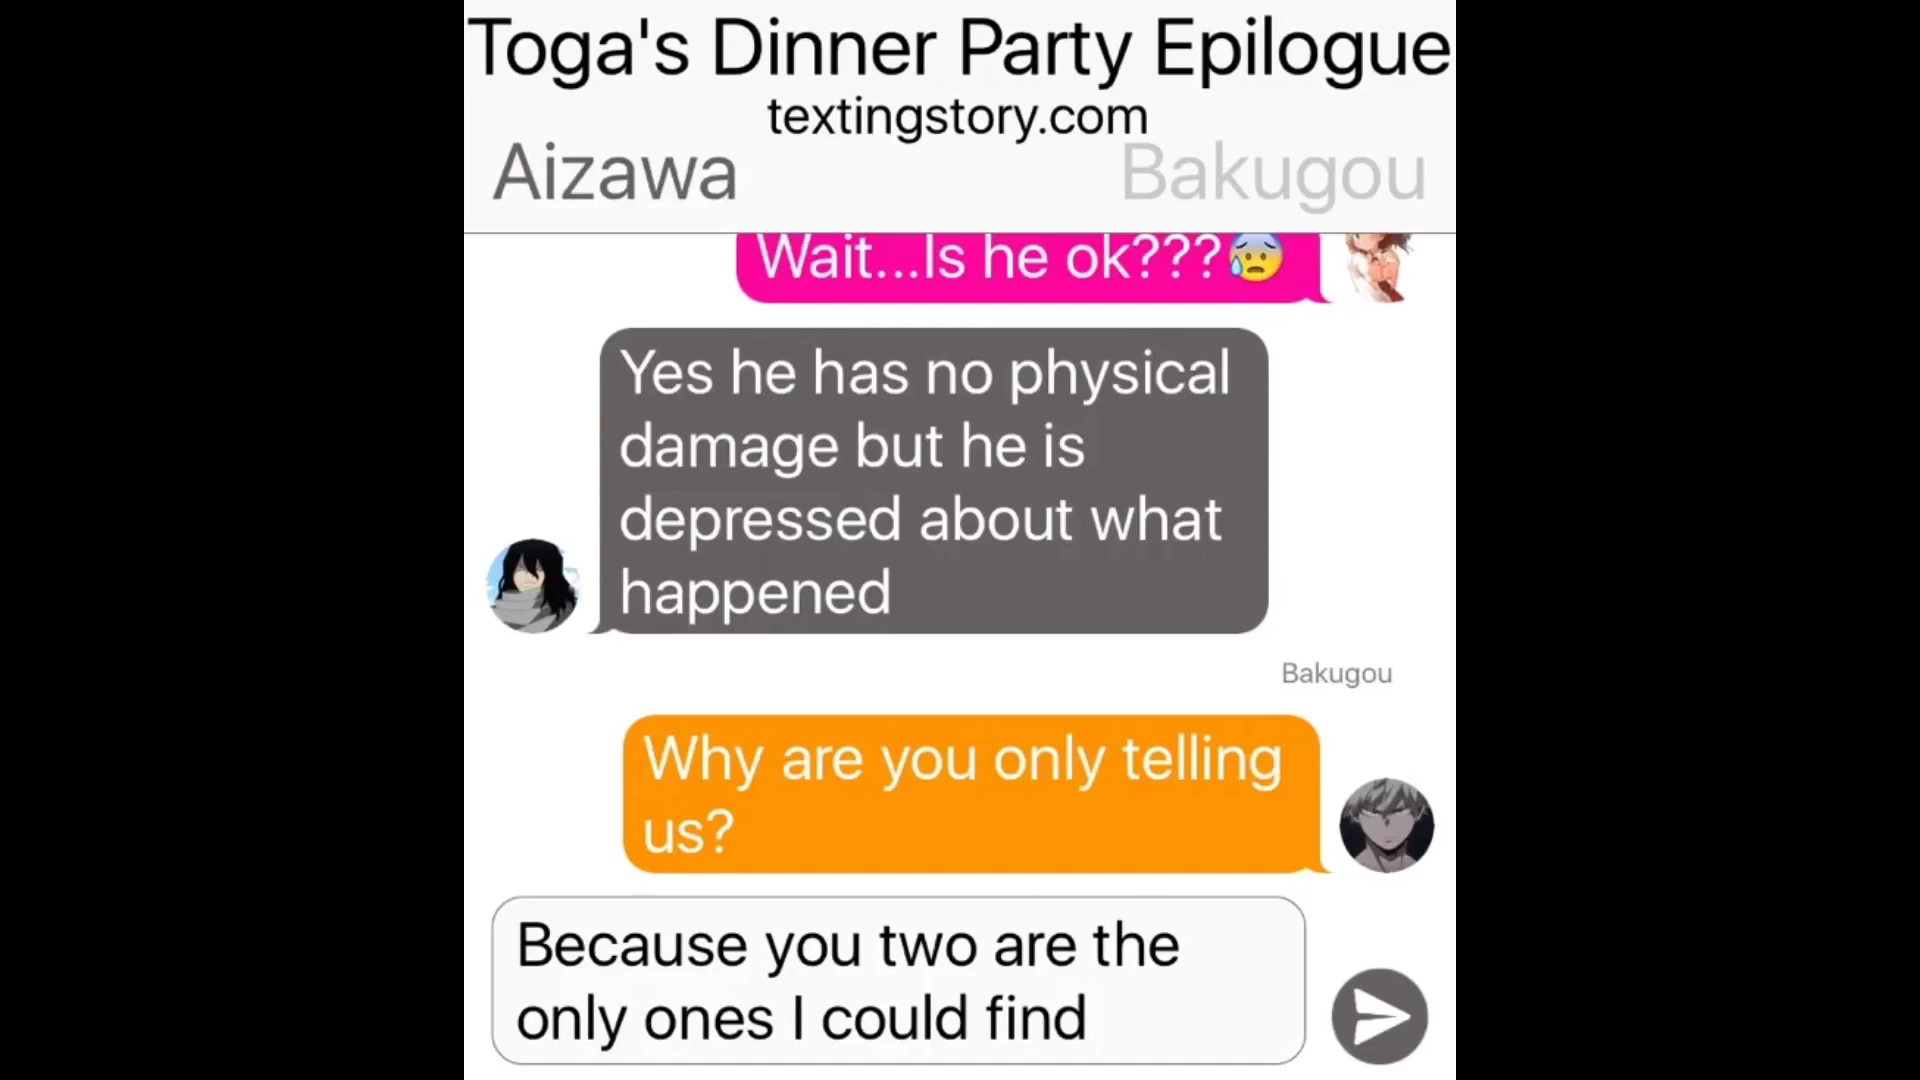 Toga's Dinner Party Epilogue
textingstory.com
Aizawa Bakugou
Wait...Is he ok???😰
Yes he has no physical
damage but he is
depressed about what
happened
Bakugou
Why are you only telling
us?
Because you two are the
only ones I could find